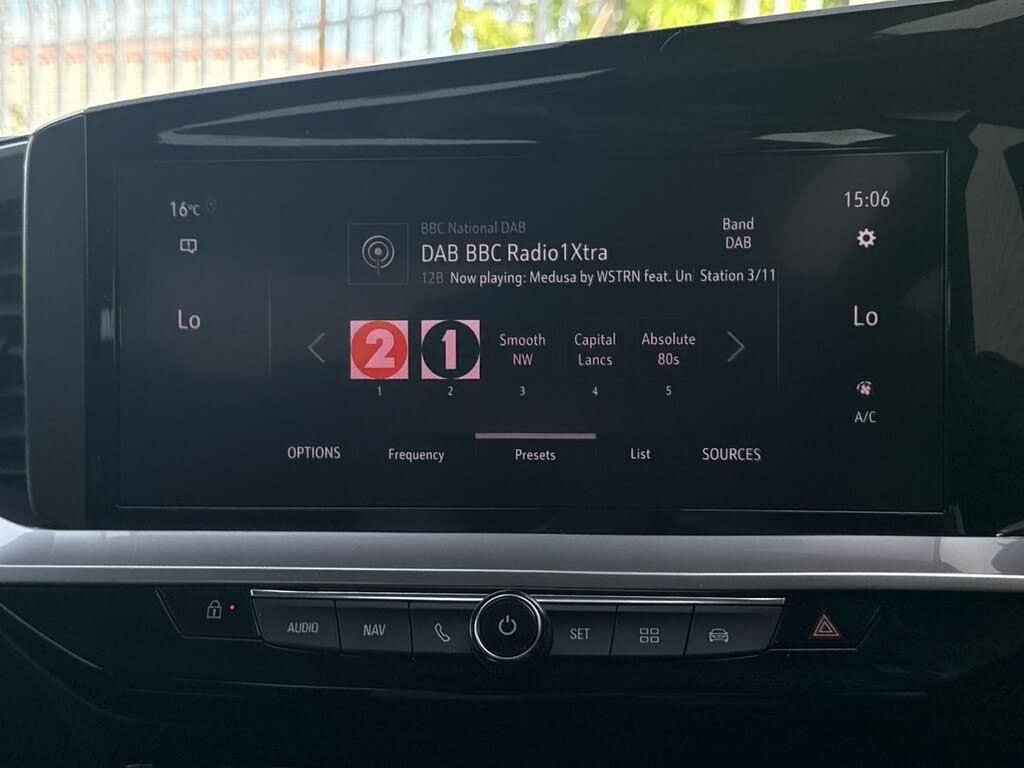 16°C
15:06
BBC National DAB
DAB BBC Radio1Xtra
12B Now playing: Medusa by WSTRN feat. Un
Band
DAB
Station 3/11
Lo
Lo
2
1
Smooth
NW
Capital
Lancs
Absolute
80s
1
2
3
4
5
A/C
OPTIONS
Frequency
Presets
List
SOURCES
AUDIO
NAV
SET